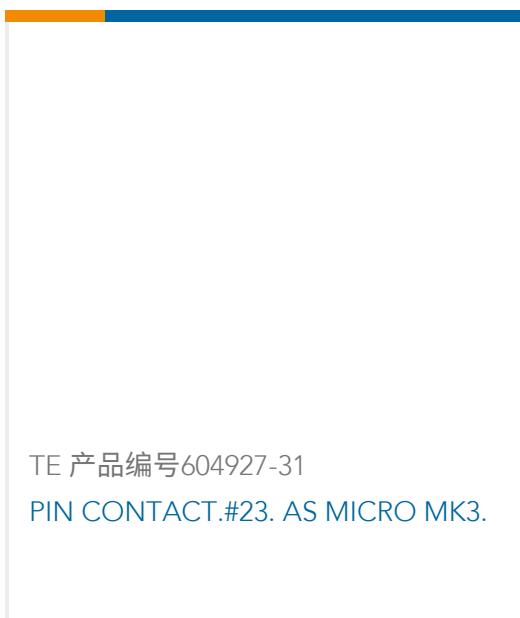 TE 产品编号604927-31
PIN CONTACT.#23. AS MICRO MK3.